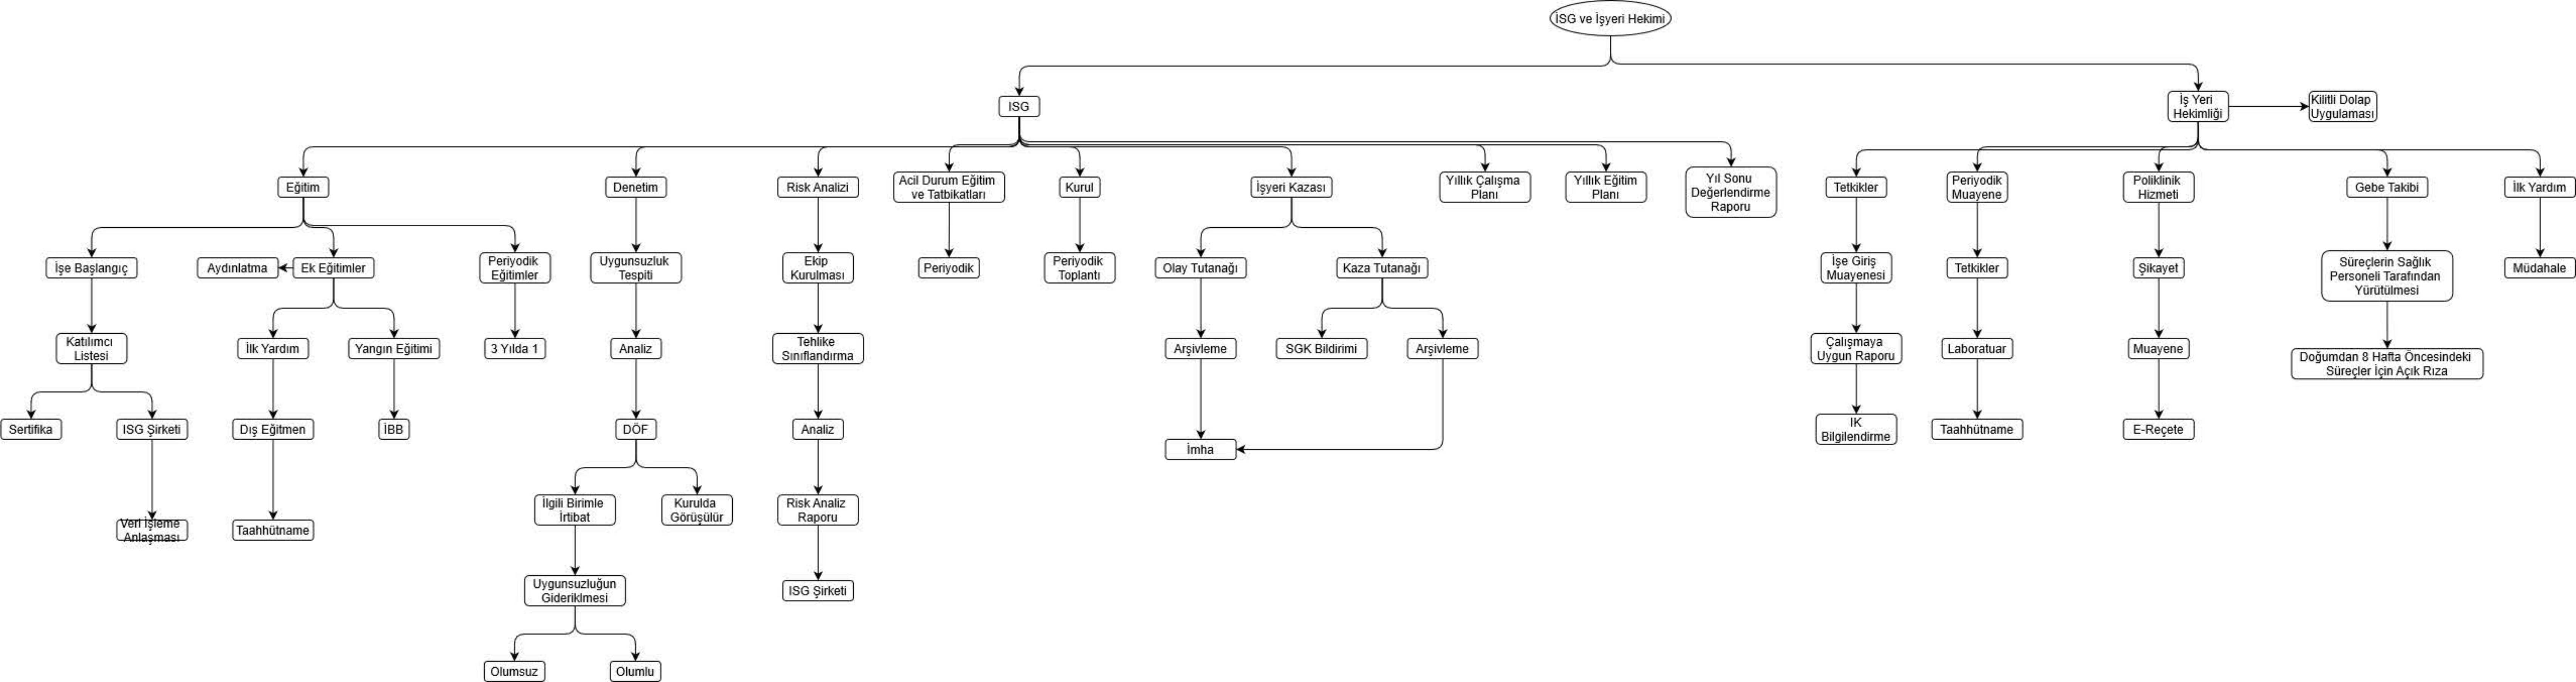 İSG ve İşyeri Hekimi
ISG
İş Yeri
Hekimliği
Kilitli Dolap
Uygulaması
Eğitim
Denetim
Risk Analizi
Acil Durum Eğitim
ve Tatbikatları
Kurul
İşyeri Kazası
Yıllık Çalışma
Planı
Yıllık Eğitim
Planı
Yıl Sonu
Değerlendirme
Raporu
Tetkikler
Periyodik
Muayene
Poliklinik
Hizmeti
Gebe Takibi
İlk Yardım
İşe Başlangıç
Aydınlatma
Ek Eğitimler
Periyodik
Eğitimler
Uygunsuzluk
Tespiti
Ekip
Kurulması
Periyodik
Periyodik
Toplantı
Olay Tutanağı
Kaza Tutanağı
İşe Giriş
Muayenesi
Tetkikler
Şikayet
Süreçlerin Sağlık
Personeli Tarafından
Yürütülmesi
Müdahale
Katılımcı
Listesi
İlk Yardım
Yangın Eğitimi
3 Yılda 1
Analiz
Tehlike
Sınıflandırma
Arşivleme
SGK Bildirimi
Arşivleme
Çalışmaya
Uygun Raporu
Laboratuar
Muayene
Doğumdan 8 Hafta Öncesindeki
Süreçler İçin Açık Rıza
Sertifika
ISG Şirketi
Dış Eğitmen
İBB
DÖF
Analiz
İmha
IK
Bilgilendirme
Taahhütname
E-Reçete
Veri İşleme
Anlaşması
Taahhütname
İlgili Birimle
İrtibat
Kurulda
Görüşülür
Risk Analiz
Raporu
Uygunsuzluğun
Gideriklmesi
ISG Şirketi
Olumsuz
Olumlu